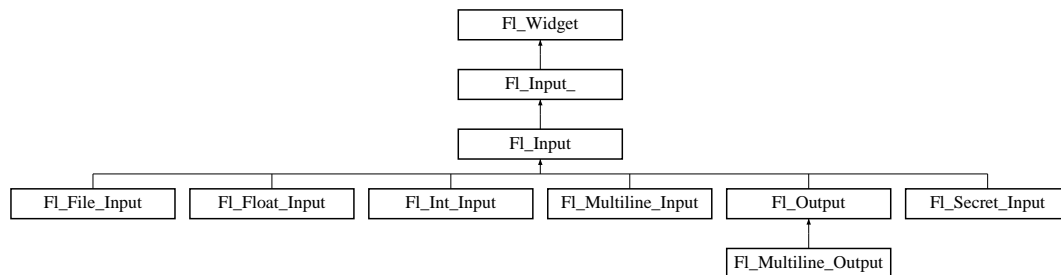 Fl_Widget
Fl_Input_
Fl_Input
Fl_File_Input
Fl_Float_Input
Fl_Int_Input
Fl_Multiline_Input
Fl_Output
Fl_Secret_Input
Fl_Multiline_Output